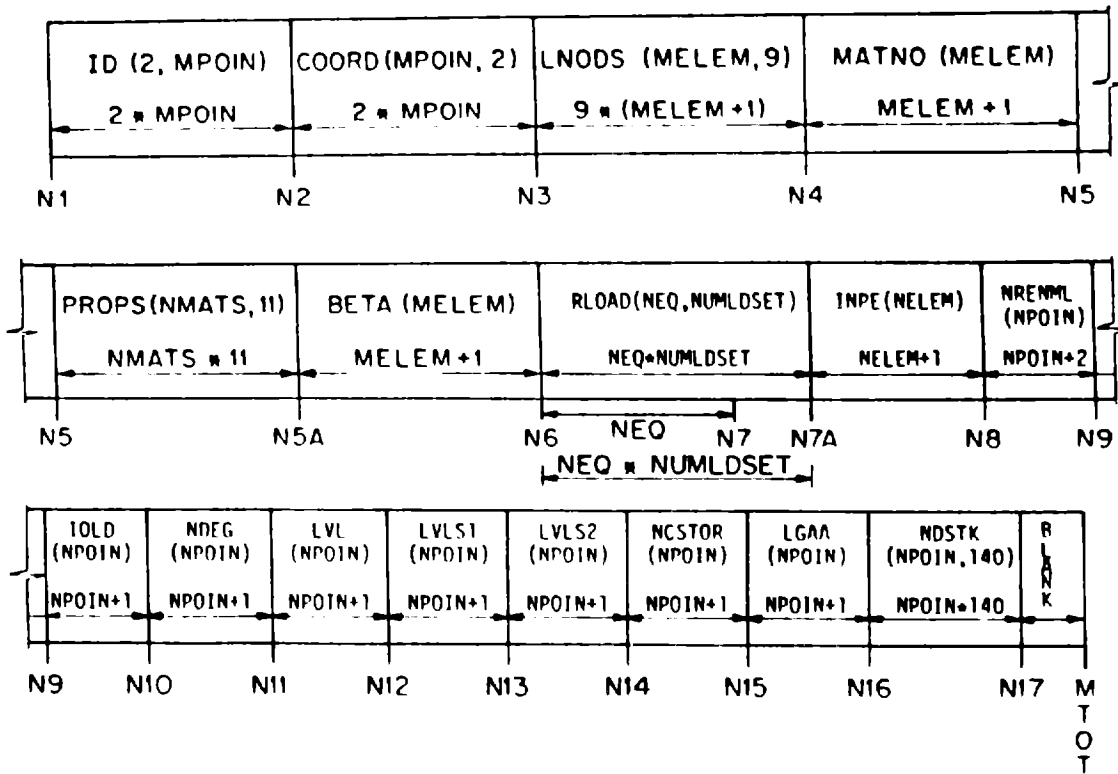 ID (2, MPOIN) COORD (MPOIN, 2) LNODS (MELEM, 9) MATNO (MELEM)
2 * MPOIN 2 * MPOIN 9 * (MELEM +1) MELEM +1
N1 N2 N3 N4 N5
PROPS (NMATS, 11) BETA (MELEM) RLOAD (NEQ, NUMLDSET) INPE (NELEM) NRENML
(NPOIN)
NMATS * 11 MELEM +1 NEQ*NUMLDSET NELEM+1 NPOIN+2
N5 N5A N6 NEQ N7 N7A N8 N9
NEQ * NUMLDSET
IOLD NDEG LVL LVLS1 LVLS2 NCSTOR LGAA NDSTK BLANK
(NPOIN) (NPOIN) (NPOIN) (NPOIN) (NPOIN) (NPOIN) (NPOIN) (NPOIN, 140)
NPOIN+1 NPOIN+1 NPOIN+1 NPOIN+1 NPOIN+1 NPOIN+1 NPOIN+1 NPOIN*140
N9 N10 N11 N12 N13 N14 N15 N16 N17 MTOT